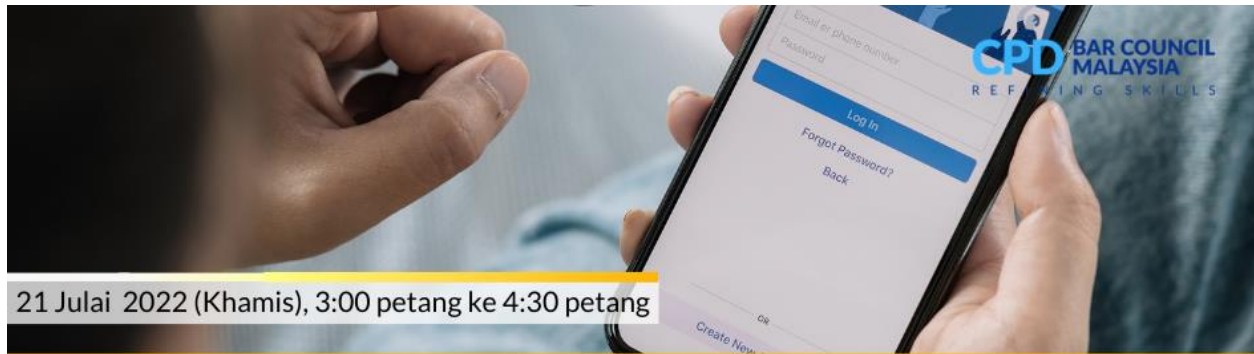 CPD BAR COUNCIL
MALAYSIA
REFINING SKILLS
Email or phone number
Password
Log In
Forgot Password?
Back
OR
Create New
21 Julai 2022 (Khamis), 3:00 petang ke 4:30 petang